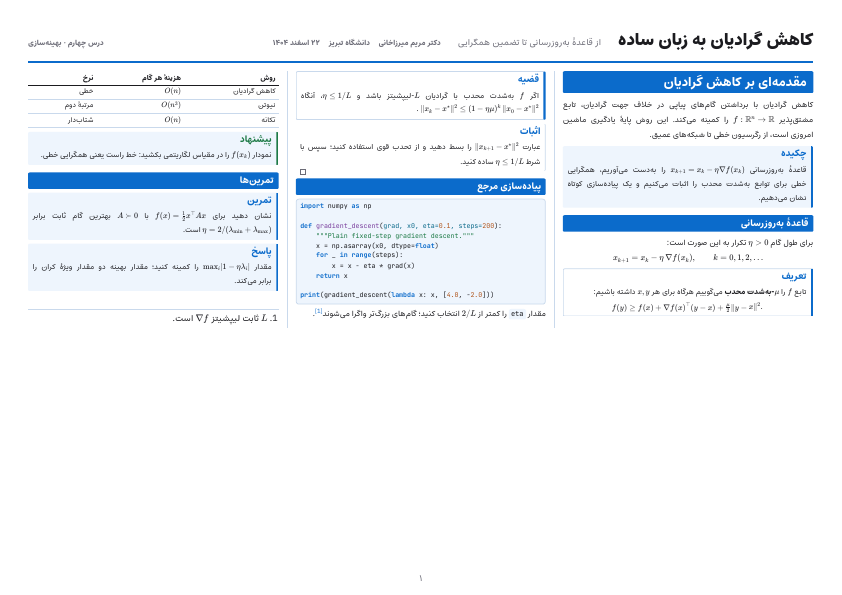 کاهش گرادیان به زبان ساده
از قاعدهٔ به‌روزرسانی تا تضمین همگرایی
دکتر مریم میرزاخانی دانشگاه تبریز ۲۲ اسفند ۱۴۰۴
درس چهارم - بهینه‌سازی
مقدمه‌ای بر کاهش گرادیان
کاهش گرادیان با برداشتن گام‌های پیاپی در خلاف جهت گرادیان، تابع
مشتق‌پذیر f : ℝⁿ → ℝ را کمینه می‌کند. این روش پایهٔ یادگیری ماشین
امروزی است، از رگرسیون خطی تا شبکه‌های عمیق.
چکیده
قاعدهٔ به‌روزرسانی x_{k+1} = x_k − η∇f(x_k) را به‌دست می‌آوریم، همگرایی
خطی برای توابع به‌شدت محدب را اثبات می‌کنیم و یک پیاده‌سازی کوتاه
نشان می‌دهیم.
قاعدهٔ به‌روزرسانی
برای طول گام η > 0 تکرار به این صورت است:
x_{k+1} = x_k − η ∇f(x_k), k = 0, 1, 2, …
تعریف
تابع f را μ-به‌شدت محدب می‌گوییم هرگاه برای هر x, y داشته باشیم:
f(y) ≥ f(x) + ∇f(x)^⊤(y − x) + μ/2 ‖y − x‖².
قضیه
اگر f به‌شدت محدب با گرادیان L-لیپشیتز باشد و η ≤ 1/L، آنگاه
‖x_k − x*‖² ≤ (1 − ημ)^k ‖x_0 − x*‖² .
اثبات
عبارت ‖x_{k+1} − x*‖² را بسط دهید و از تحدب قوی استفاده کنید؛ سپس با
شرط η ≤ 1/L ساده کنید.
□
پیاده‌سازی مرجع
import numpy as np
def gradient_descent(grad, x0, eta=0.1, steps=200):
    """Plain fixed-step gradient descent."""
    x = np.asarray(x0, dtype=float)
    for _ in range(steps):
        x = x - eta * grad(x)
    return x
print(gradient_descent(lambda x: x, [4.0, -2.0]))
مقدار eta را کمتر از 2/L انتخاب کنید؛ گام‌های بزرگ‌تر واگرا می‌شوند[1].
روش هزینهٔ هر گام نرخ
کاهش گرادیان O(n) خطی
نیوتن O(n³) مرتبهٔ دوم
تکانه O(n) شتاب‌دار
پیشنهاد
نمودار f(x_k) را در مقیاس لگاریتمی بکشید؛ خط راست یعنی همگرایی خطی.
تمرین‌ها
تمرین
نشان دهید برای f(x) = ½x^⊤Ax با A ≻ 0 بهترین گام ثابت برابر
η = 2/(λ_min + λ_max) است.
پاسخ
مقدار max_i |1 − ηλ_i| را کمینه کنید؛ مقدار بهینه دو مقدار ویژهٔ کران را
برابر می‌کند.
1. L ثابت لیپشیتز ∇f است.
۱